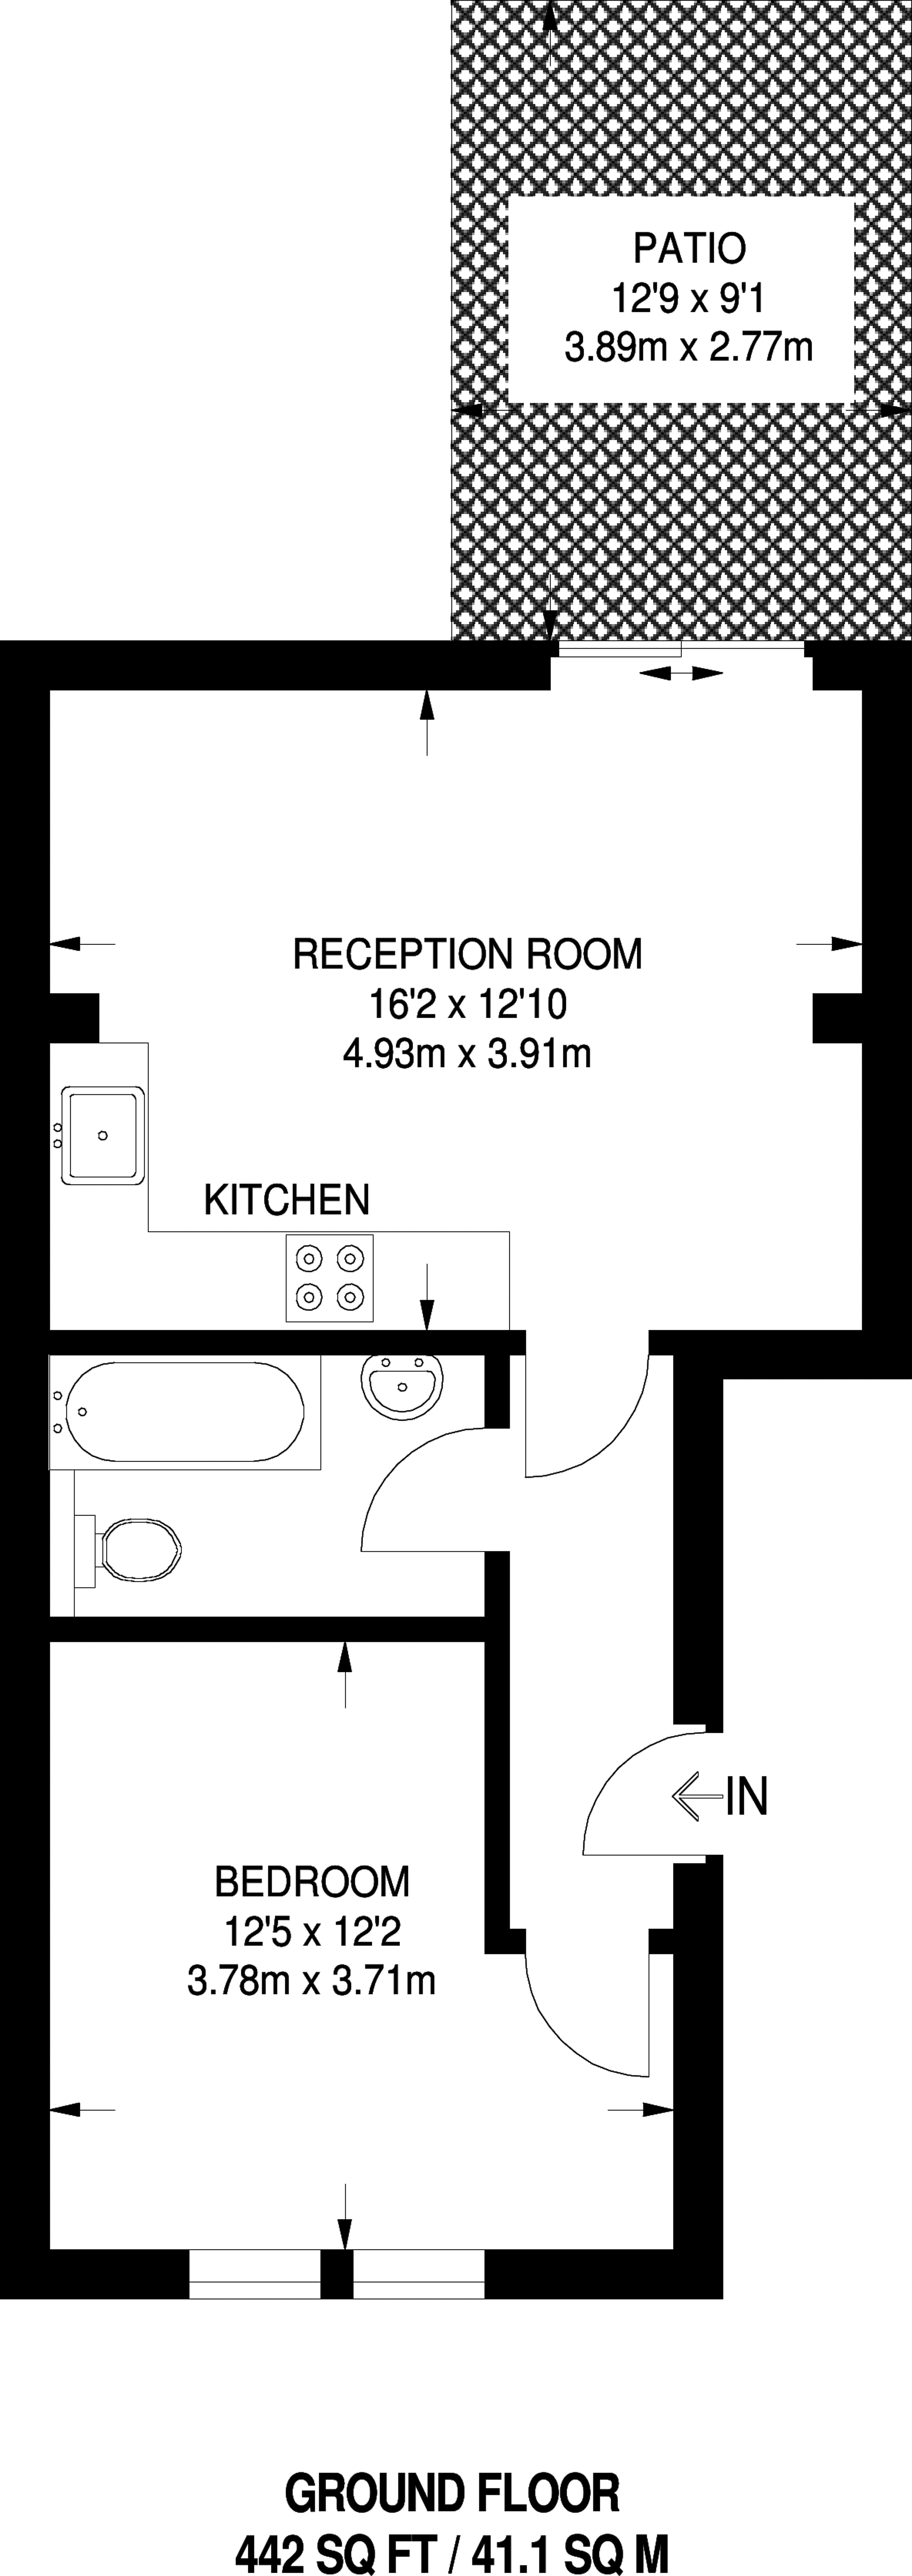 PATIO
12'9 x 9'1
3.89m x 2.77m
RECEPTION ROOM
16'2 x 12'10
4.93m x 3.91m
KITCHEN
IN
BEDROOM
12'5 x 12'2
3.78m x 3.71m
GROUND FLOOR
442 SQ FT / 41.1 SQ M